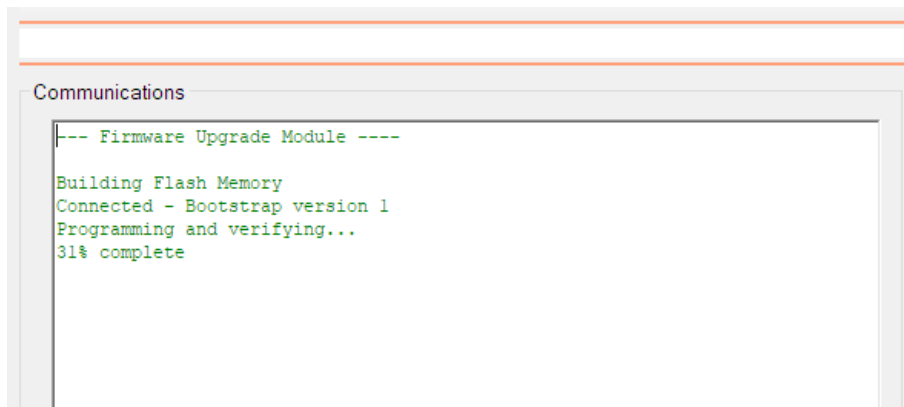 Communications
--- Firmware Upgrade Module ----
Building Flash Memory
Connected - Bootstrap version 1
Programming and verifying...
31% complete